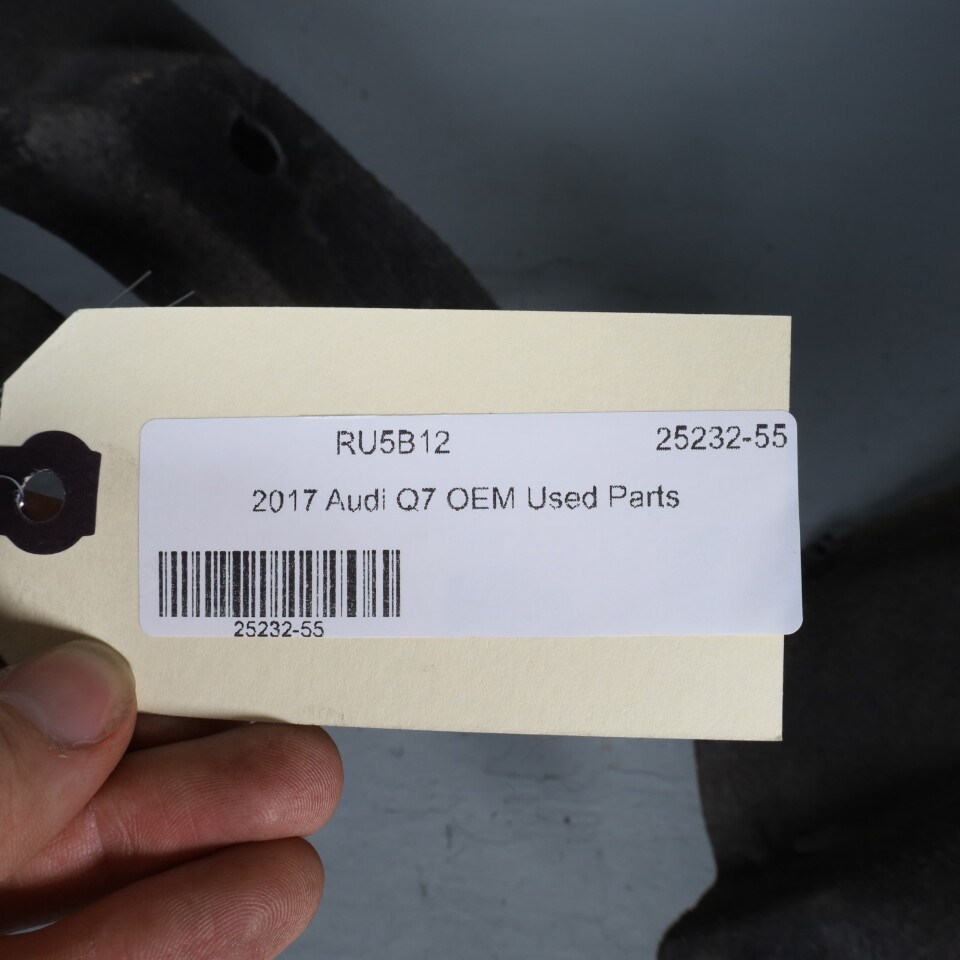 RU5B12 25232-55
2017 Audi Q7 OEM Used Parts
25232-55